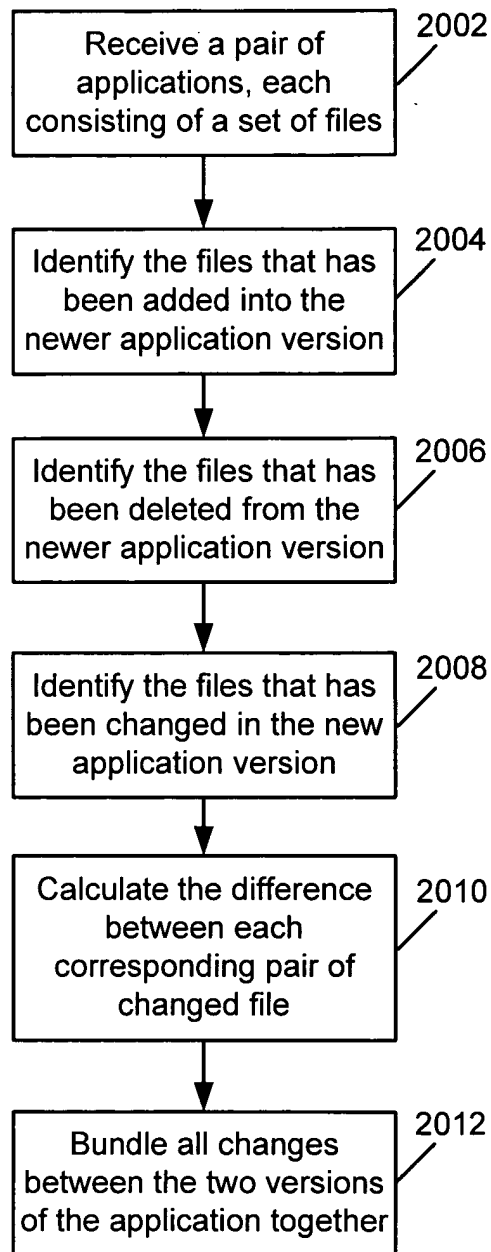 Receive a pair of
applications, each
consisting of a set of files
2002
Identify the files that has
been added into the
newer application version
2004
Identify the files that has
been deleted from the
newer application version
2006
Identify the files that has
been changed in the new
application version
2008
Calculate the difference
between each
corresponding pair of
changed file
2010
Bundle all changes
between the two versions
of the application together
2012